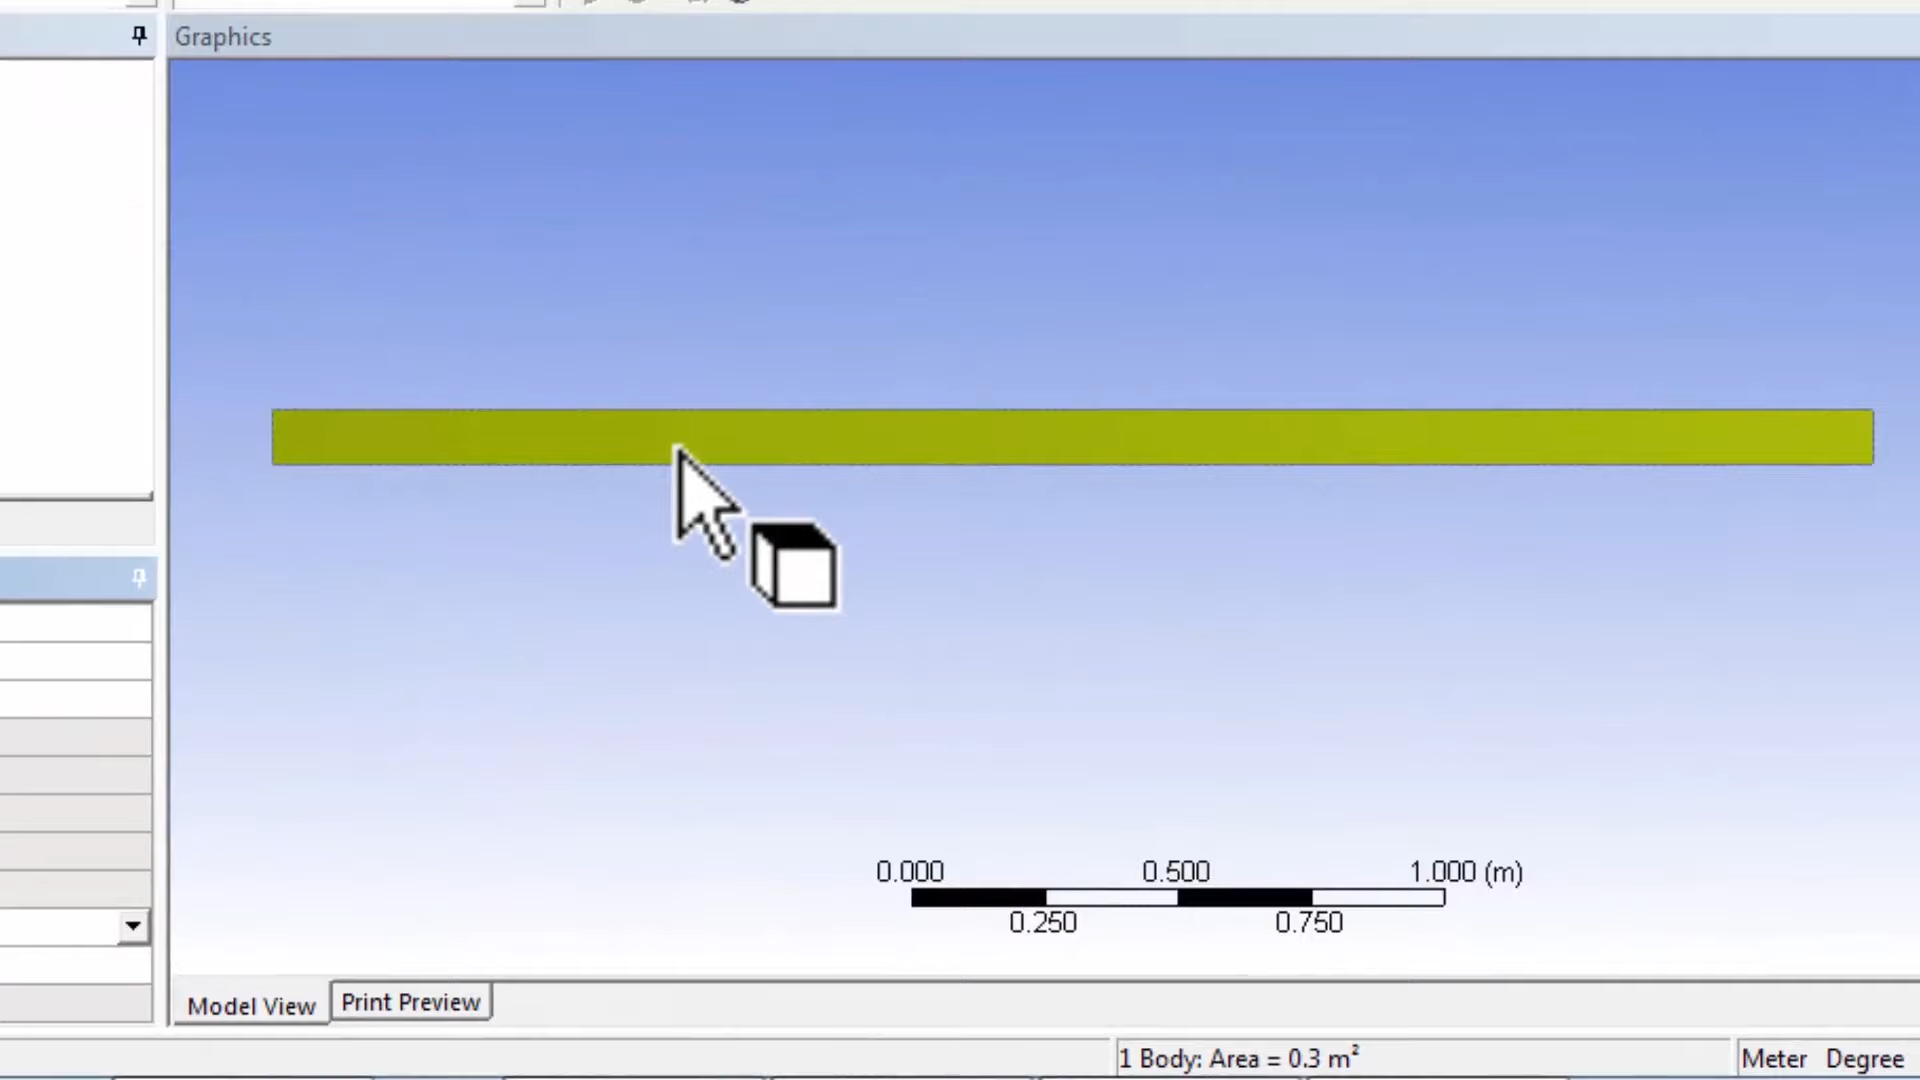 Graphics
0.000 0.500 1.000 (m)
0.250 0.750
Model View Print Preview
1 Body: Area = 0.3 m²
Meter Degree